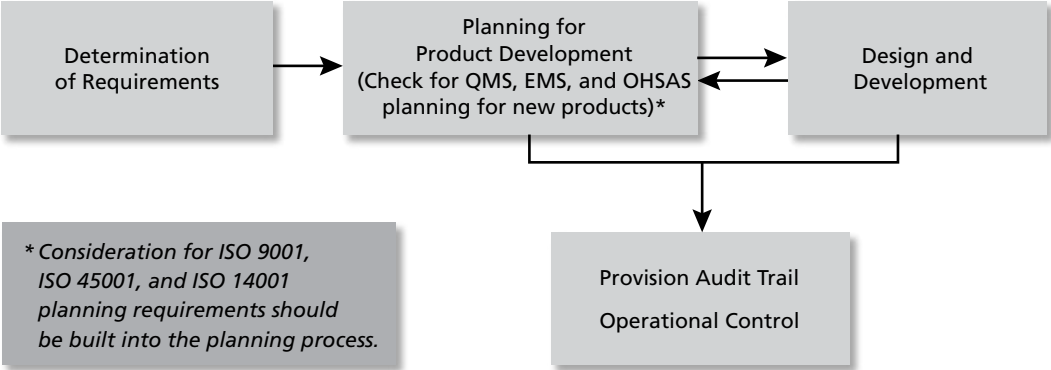 Determination
of Requirements
Planning for
Product Development
(Check for QMS, EMS, and OHSAS
planning for new products)*
Design and
Development
* Consideration for ISO 9001,
ISO 45001, and ISO 14001
planning requirements should
be built into the planning process.
Provision Audit Trail
Operational Control